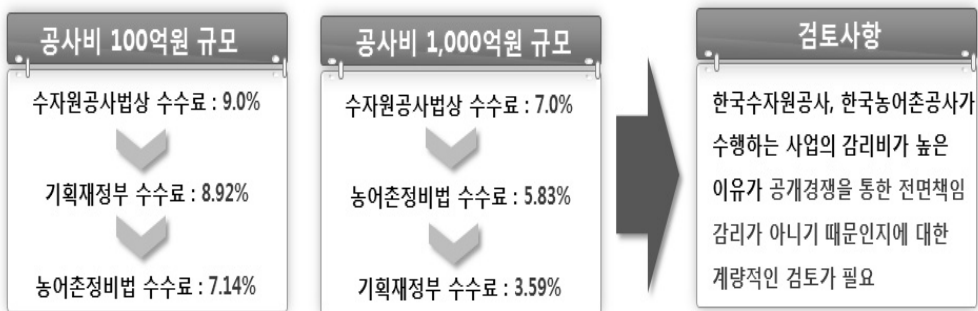 공사비 100억원 규모
수자원공사법상 수수료 : 9.0%
기획재정부 수수료 : 8.92%
농어촌정비법 수수료 : 7.14%
공사비 1,000억원 규모
수자원공사법상 수수료 : 7.0%
농어촌정비법 수수료 : 5.83%
기획재정부 수수료 : 3.59%
검토사항
한국수자원공사, 한국농어촌공사가
수행하는 사업의 감리비가 높은
이유가 공개경쟁을 통한 전면책임
감리가 아니기 때문인지에 대한
계량적인 검토가 필요